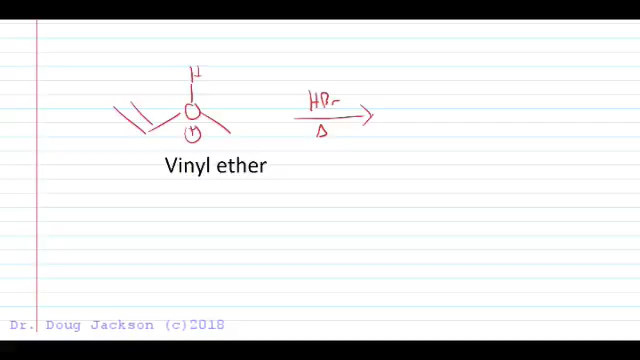 H
HBr
O
Δ
+
Vinyl ether
Dr. Doug Jackson (c)2018